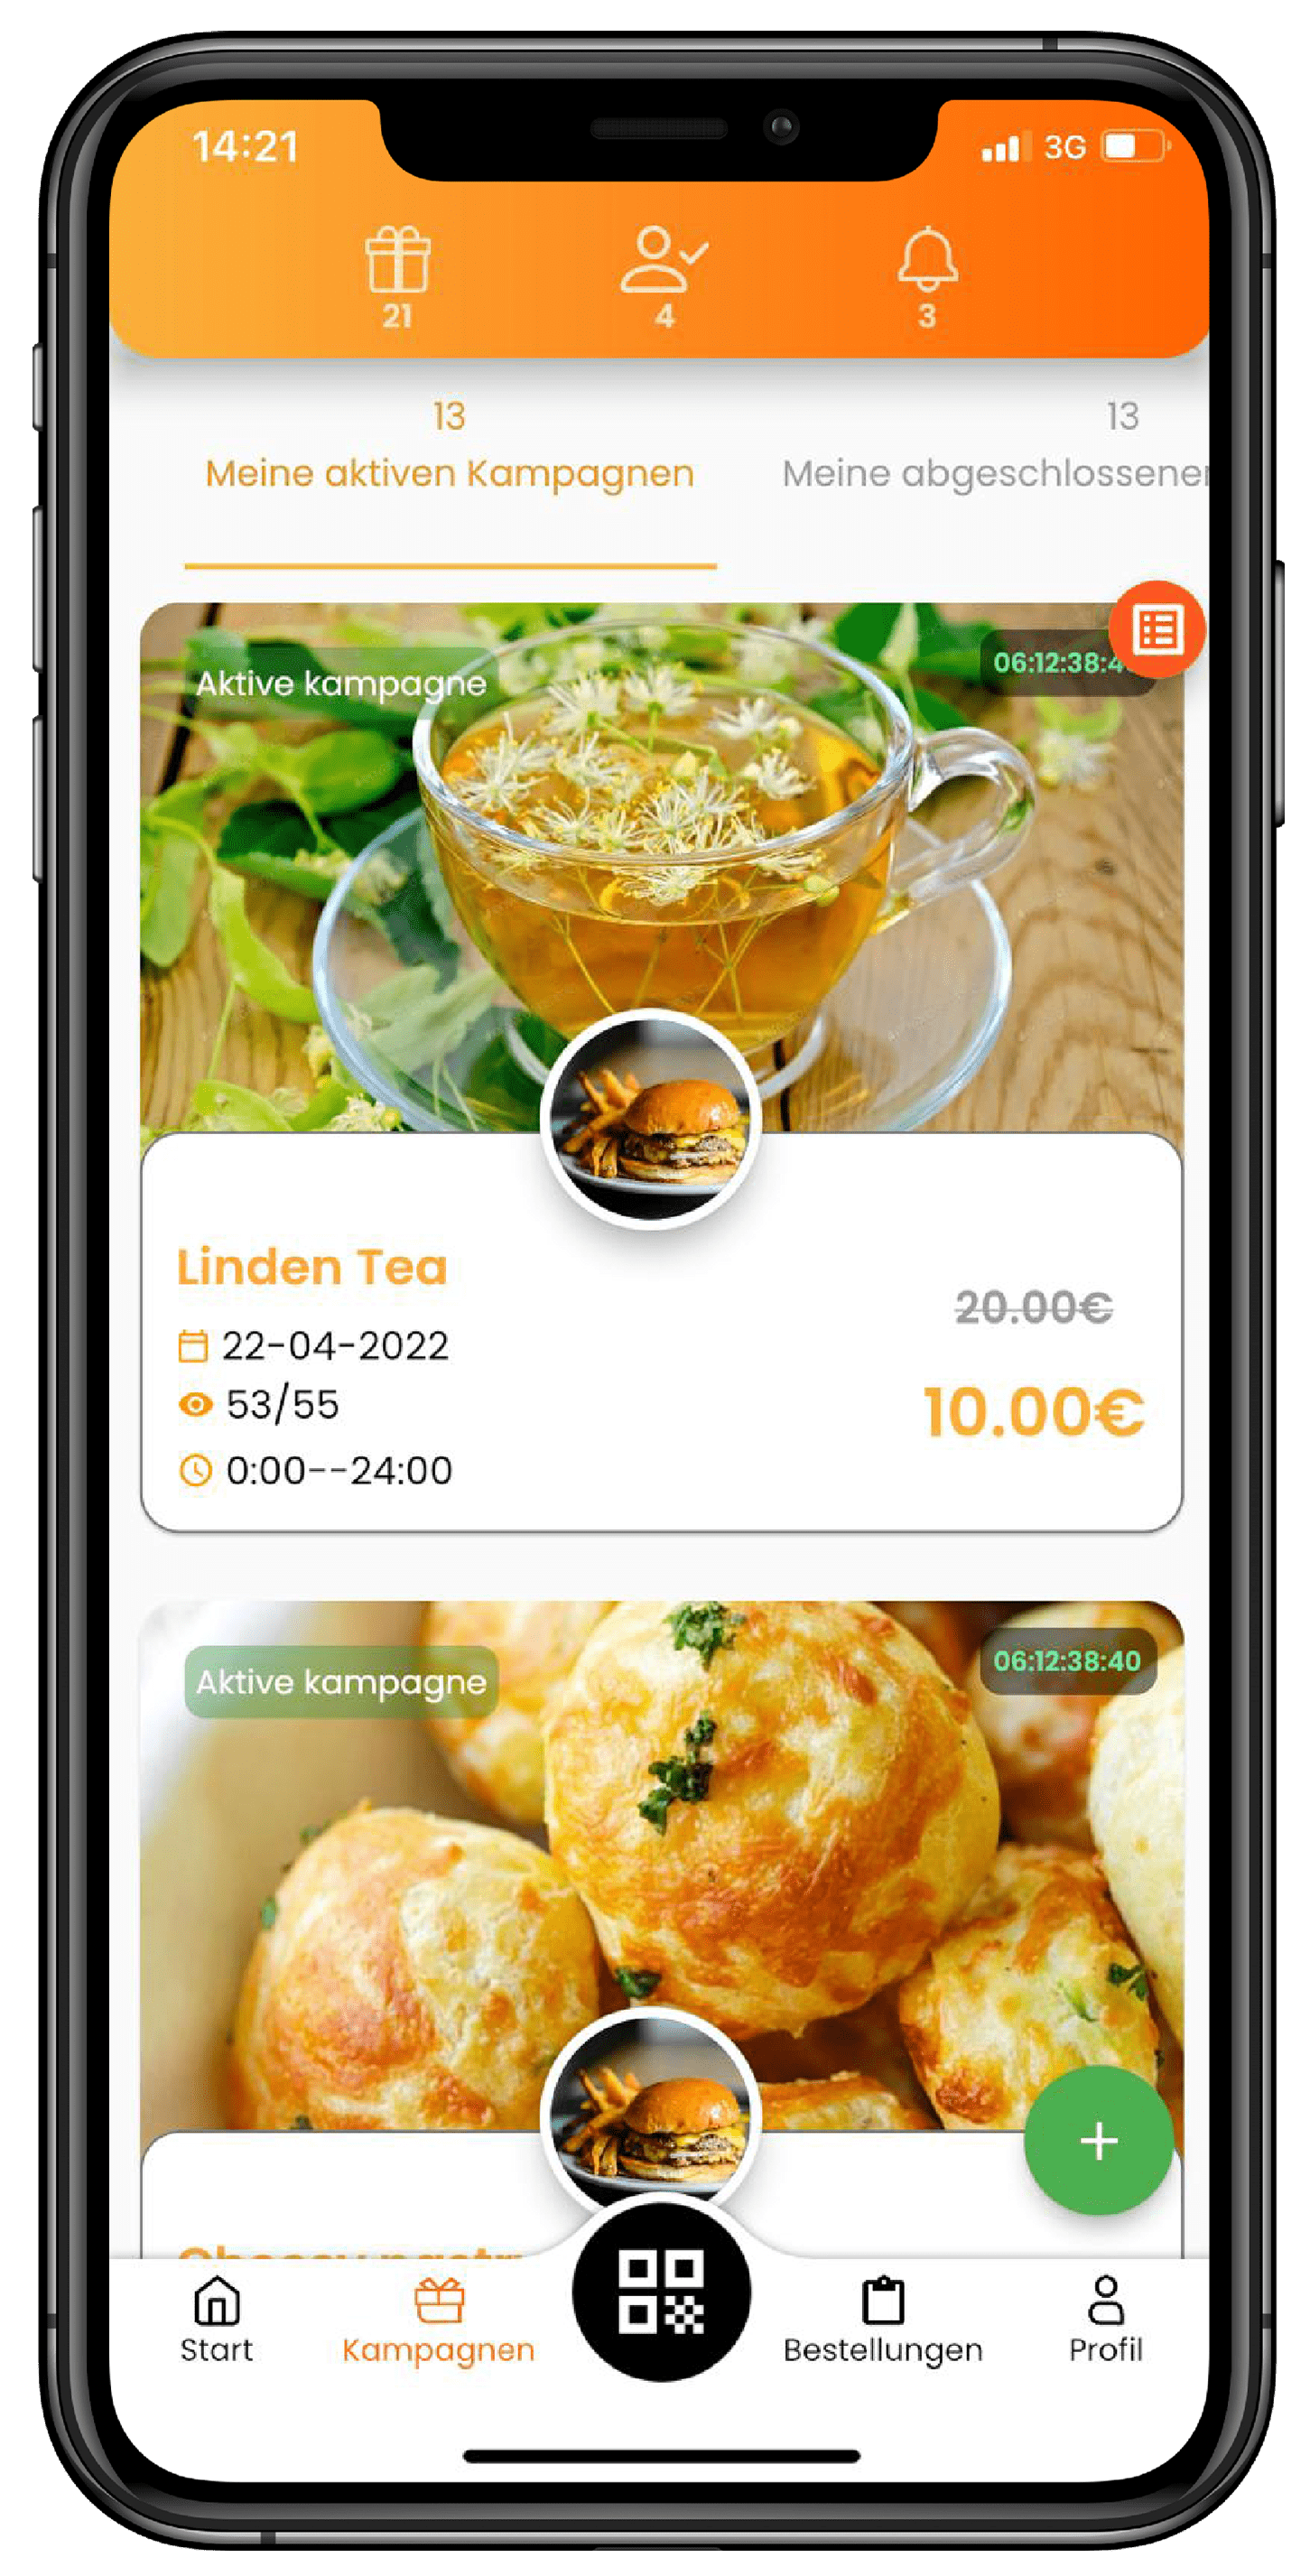 14:21
3G
21
4
3
13
13
Meine aktiven Kampagnen
Meine abgeschlossenen
Aktive kampagne
06:12:38:4
Linden Tea
20.00€
22-04-2022
53/55
10.00€
0:00--24:00
Aktive kampagne
06:12:38:40
Start
Kampagnen
Bestellungen
Profil